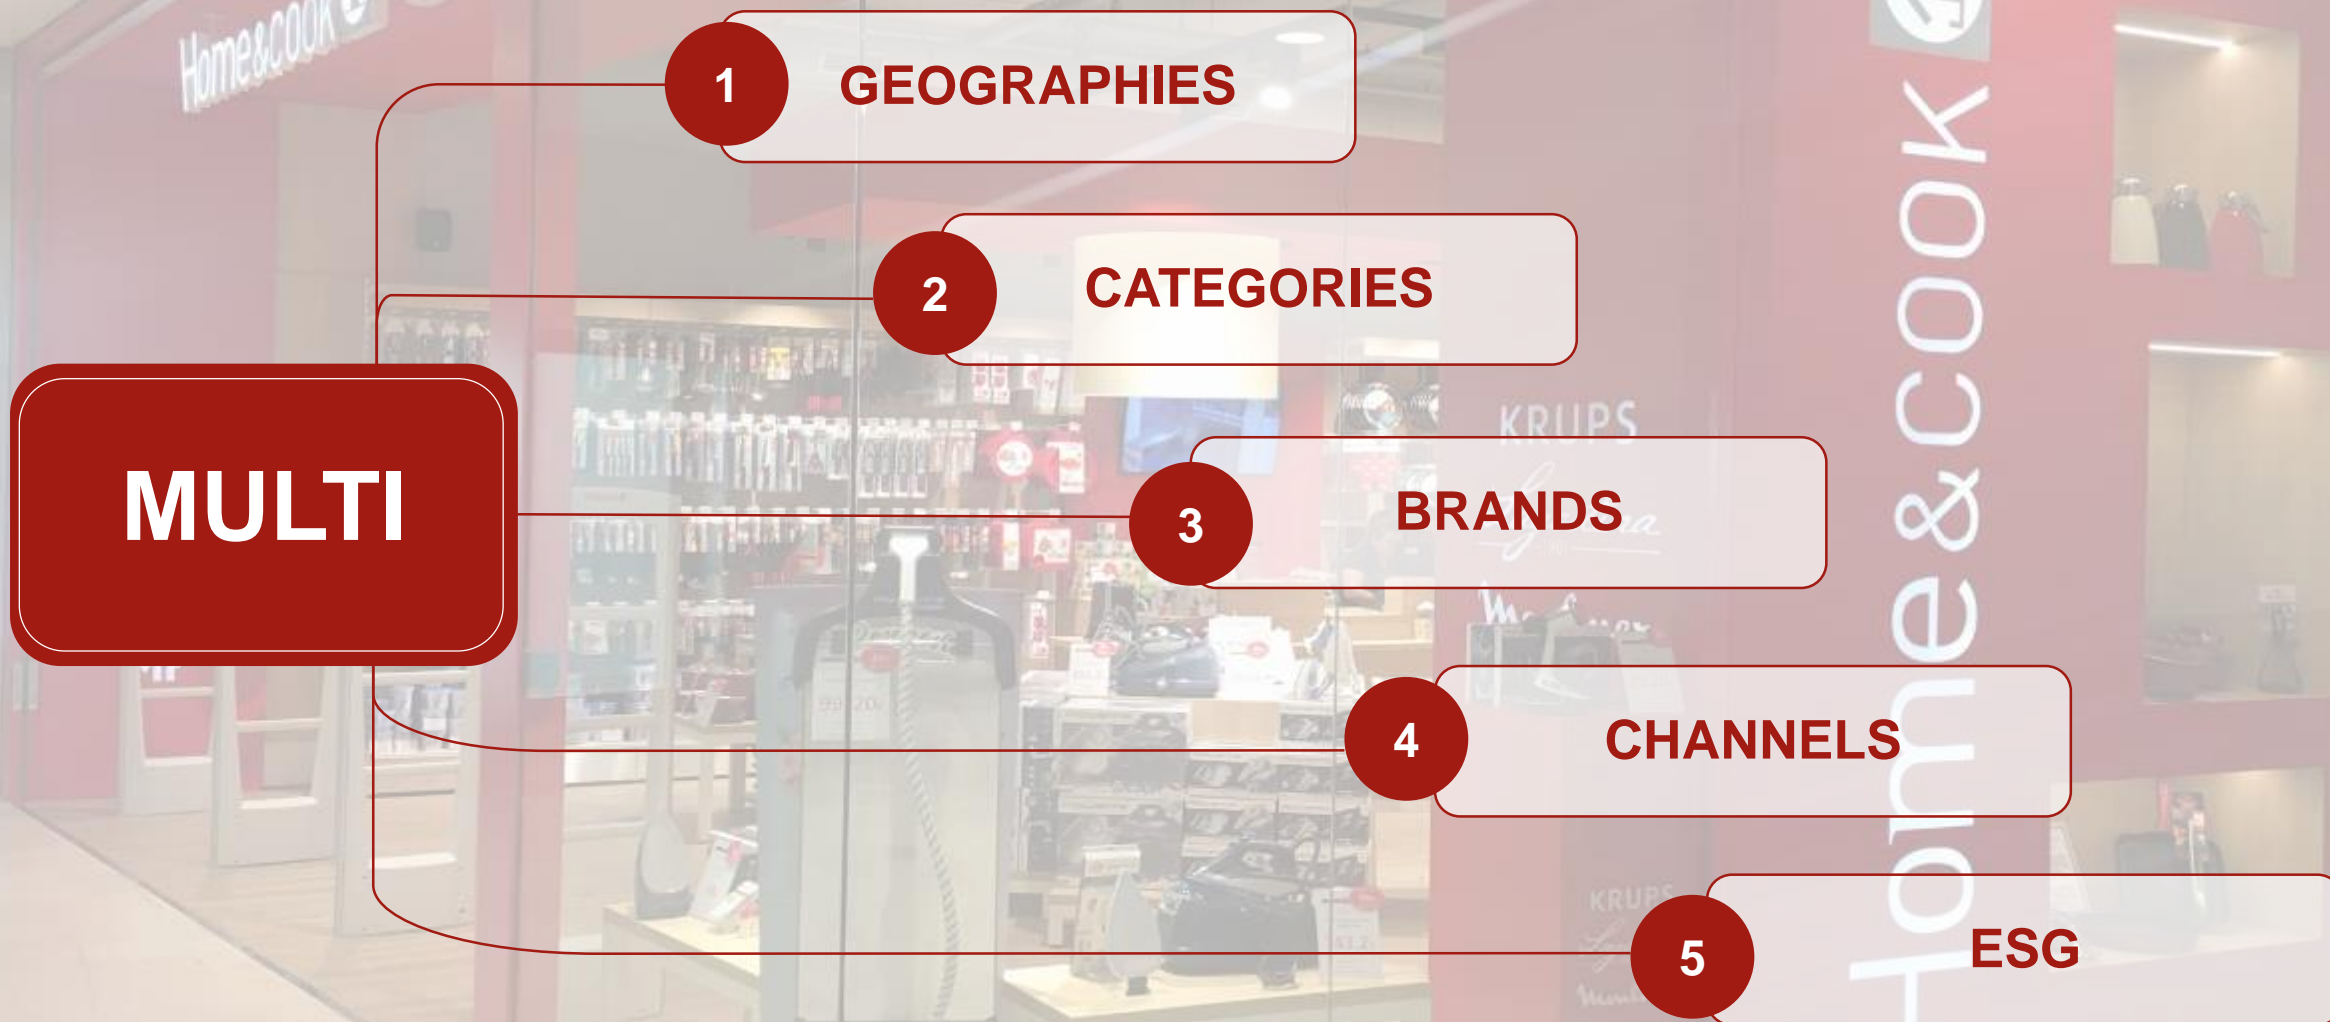 Home&cook
1
GEOGRAPHIES
2
CATEGORIES
MULTI
KRUPS
3
BRANDS
4
CHANNELS
5
ESG
KRUPS
Home&cook